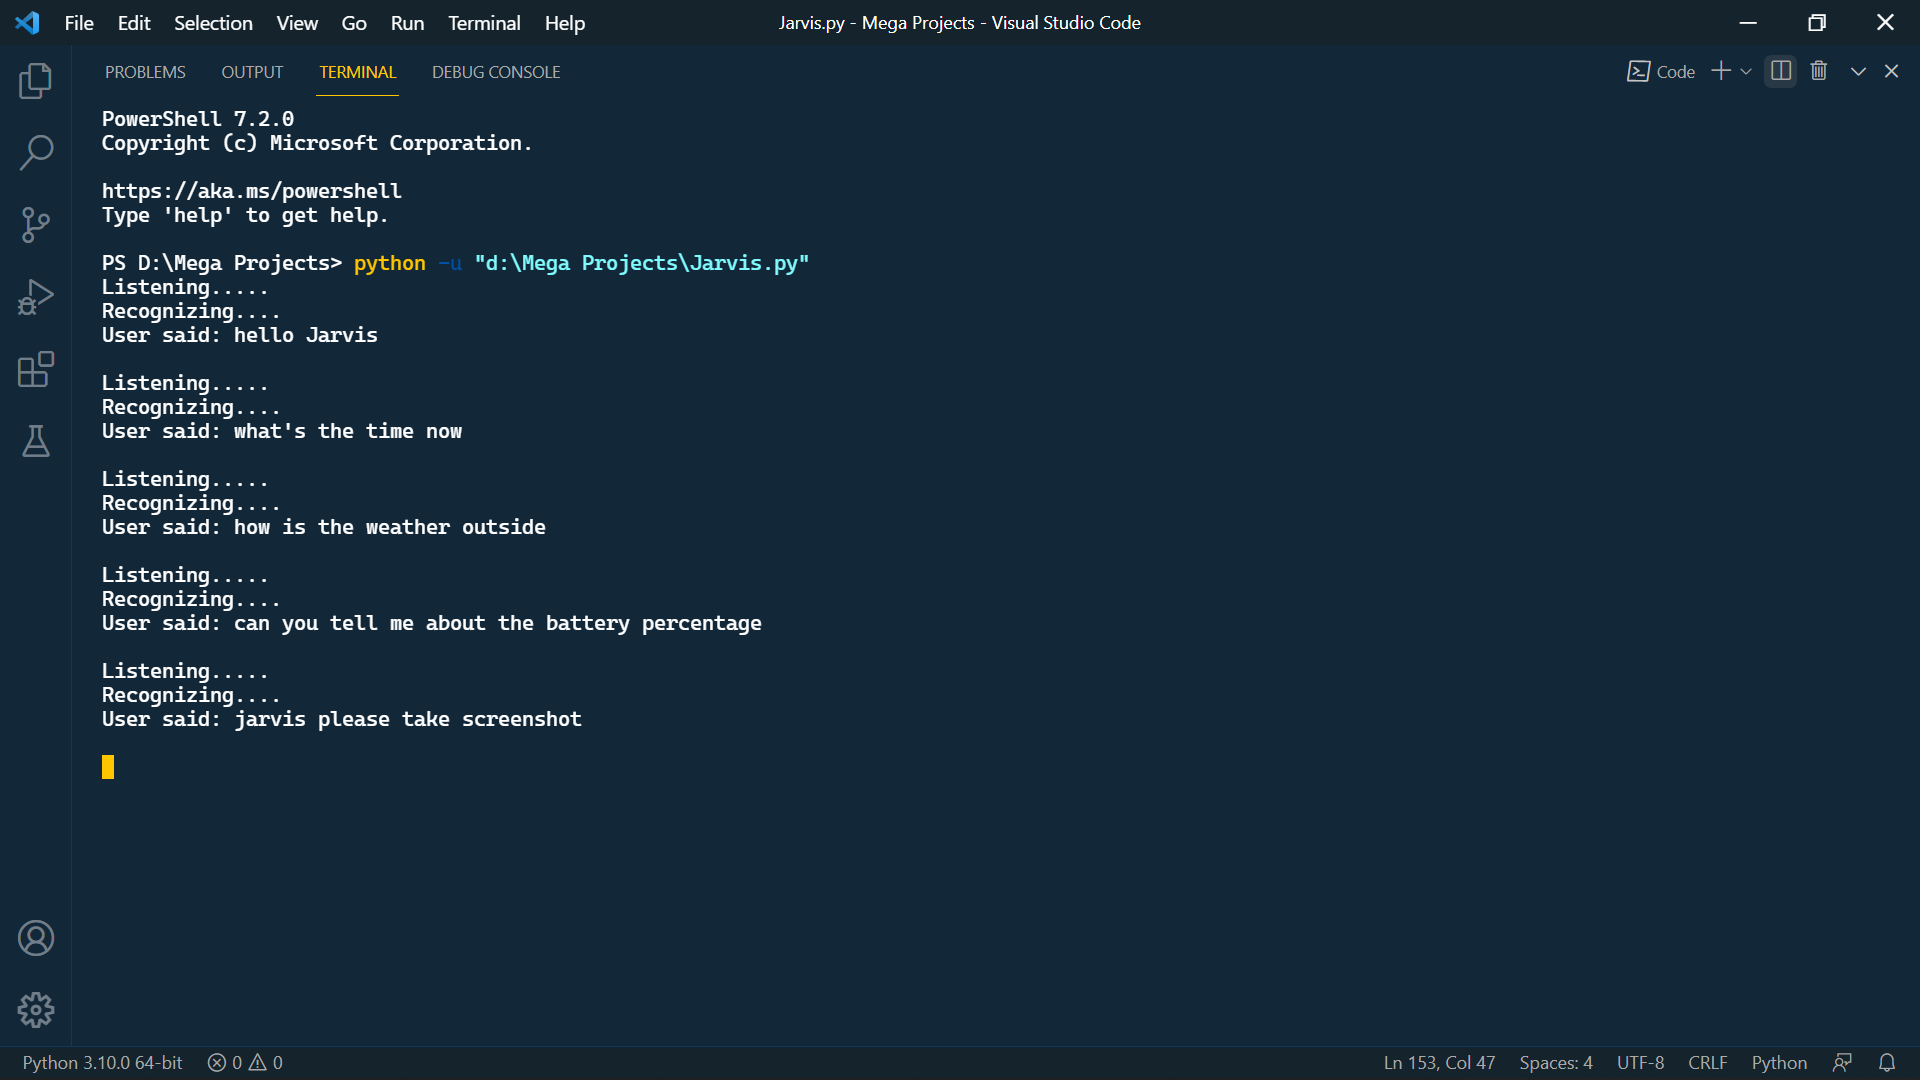 File Edit Selection View Go Run Terminal Help Jarvis.py - Mega Projects - Visual Studio Code
PROBLEMS OUTPUT TERMINAL DEBUG CONSOLE Code
PowerShell 7.2.0
Copyright (c) Microsoft Corporation.
https://aka.ms/powershell
Type 'help' to get help.
PS D:\Mega Projects> python -u "d:\Mega Projects\Jarvis.py"
Listening.....
Recognizing....
User said: hello Jarvis
Listening.....
Recognizing....
User said: what's the time now
Listening.....
Recognizing....
User said: how is the weather outside
Listening.....
Recognizing....
User said: can you tell me about the battery percentage
Listening.....
Recognizing....
User said: jarvis please take screenshot
Python 3.10.0 64-bit 0 0 Ln 153, Col 47 Spaces: 4 UTF-8 CRLF Python